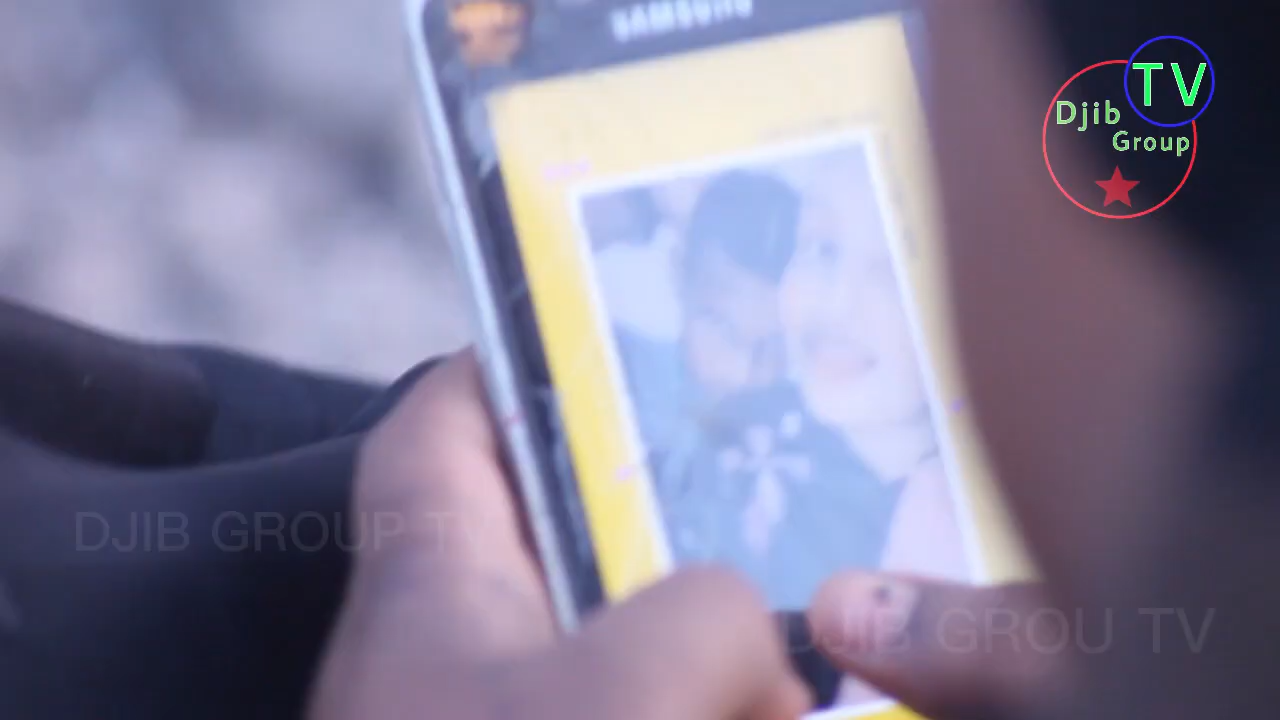 SAMSUNG
TV
Djib
Group
DJIB GROUP TV
DJIB GROU TV